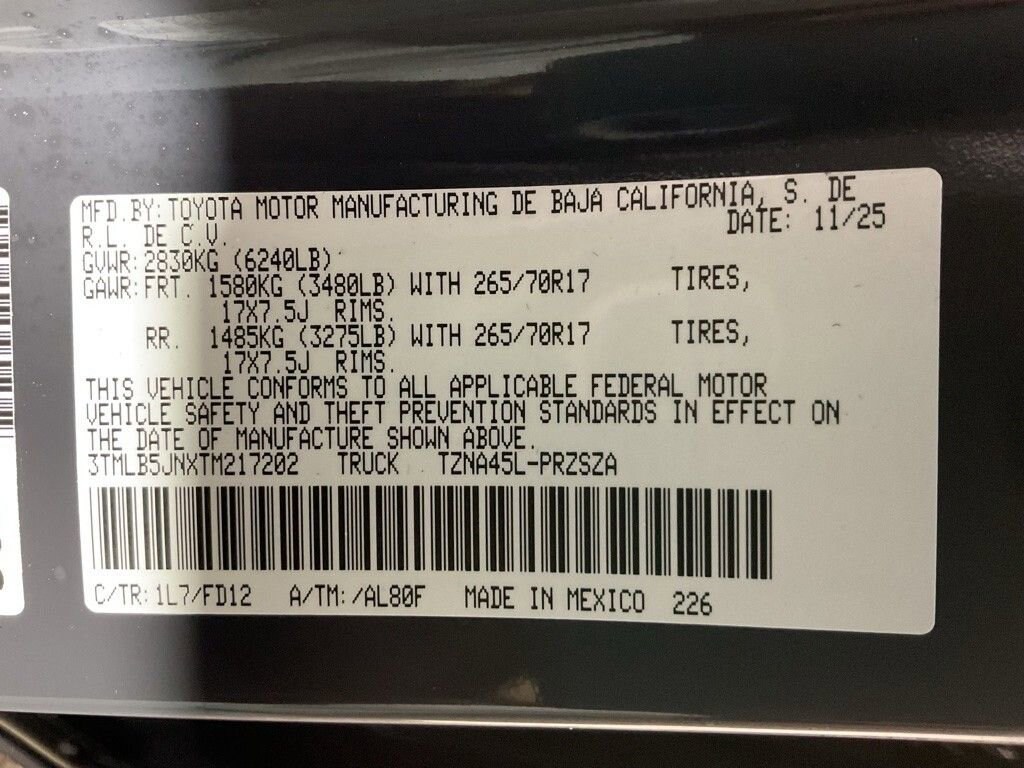 MFD.BY: TOYOTA MOTOR MANUFACTURING DE BAJA CALIFORNIA, S. DE
R.L. DE C.V. DATE: 11/25
GVWR: 2830KG (6240LB)
GAWR: FRT. 1580KG (3480LB) WITH 265/70R17 TIRES,
17X7.5J RIMS.
RR. 1485KG (3275LB) WITH 265/70R17 TIRES,
17X7.5J RIMS.
THIS VEHICLE CONFORMS TO ALL APPLICABLE FEDERAL MOTOR
VEHICLE SAFETY AND THEFT PREVENTION STANDARDS IN EFFECT ON
THE DATE OF MANUFACTURE SHOWN ABOVE.
3TMLB5JNXTM217202 TRUCK TZNA45L-PRZSZA
C/TR: 1L7/FD12 A/TM: /AL80F MADE IN MEXICO 226